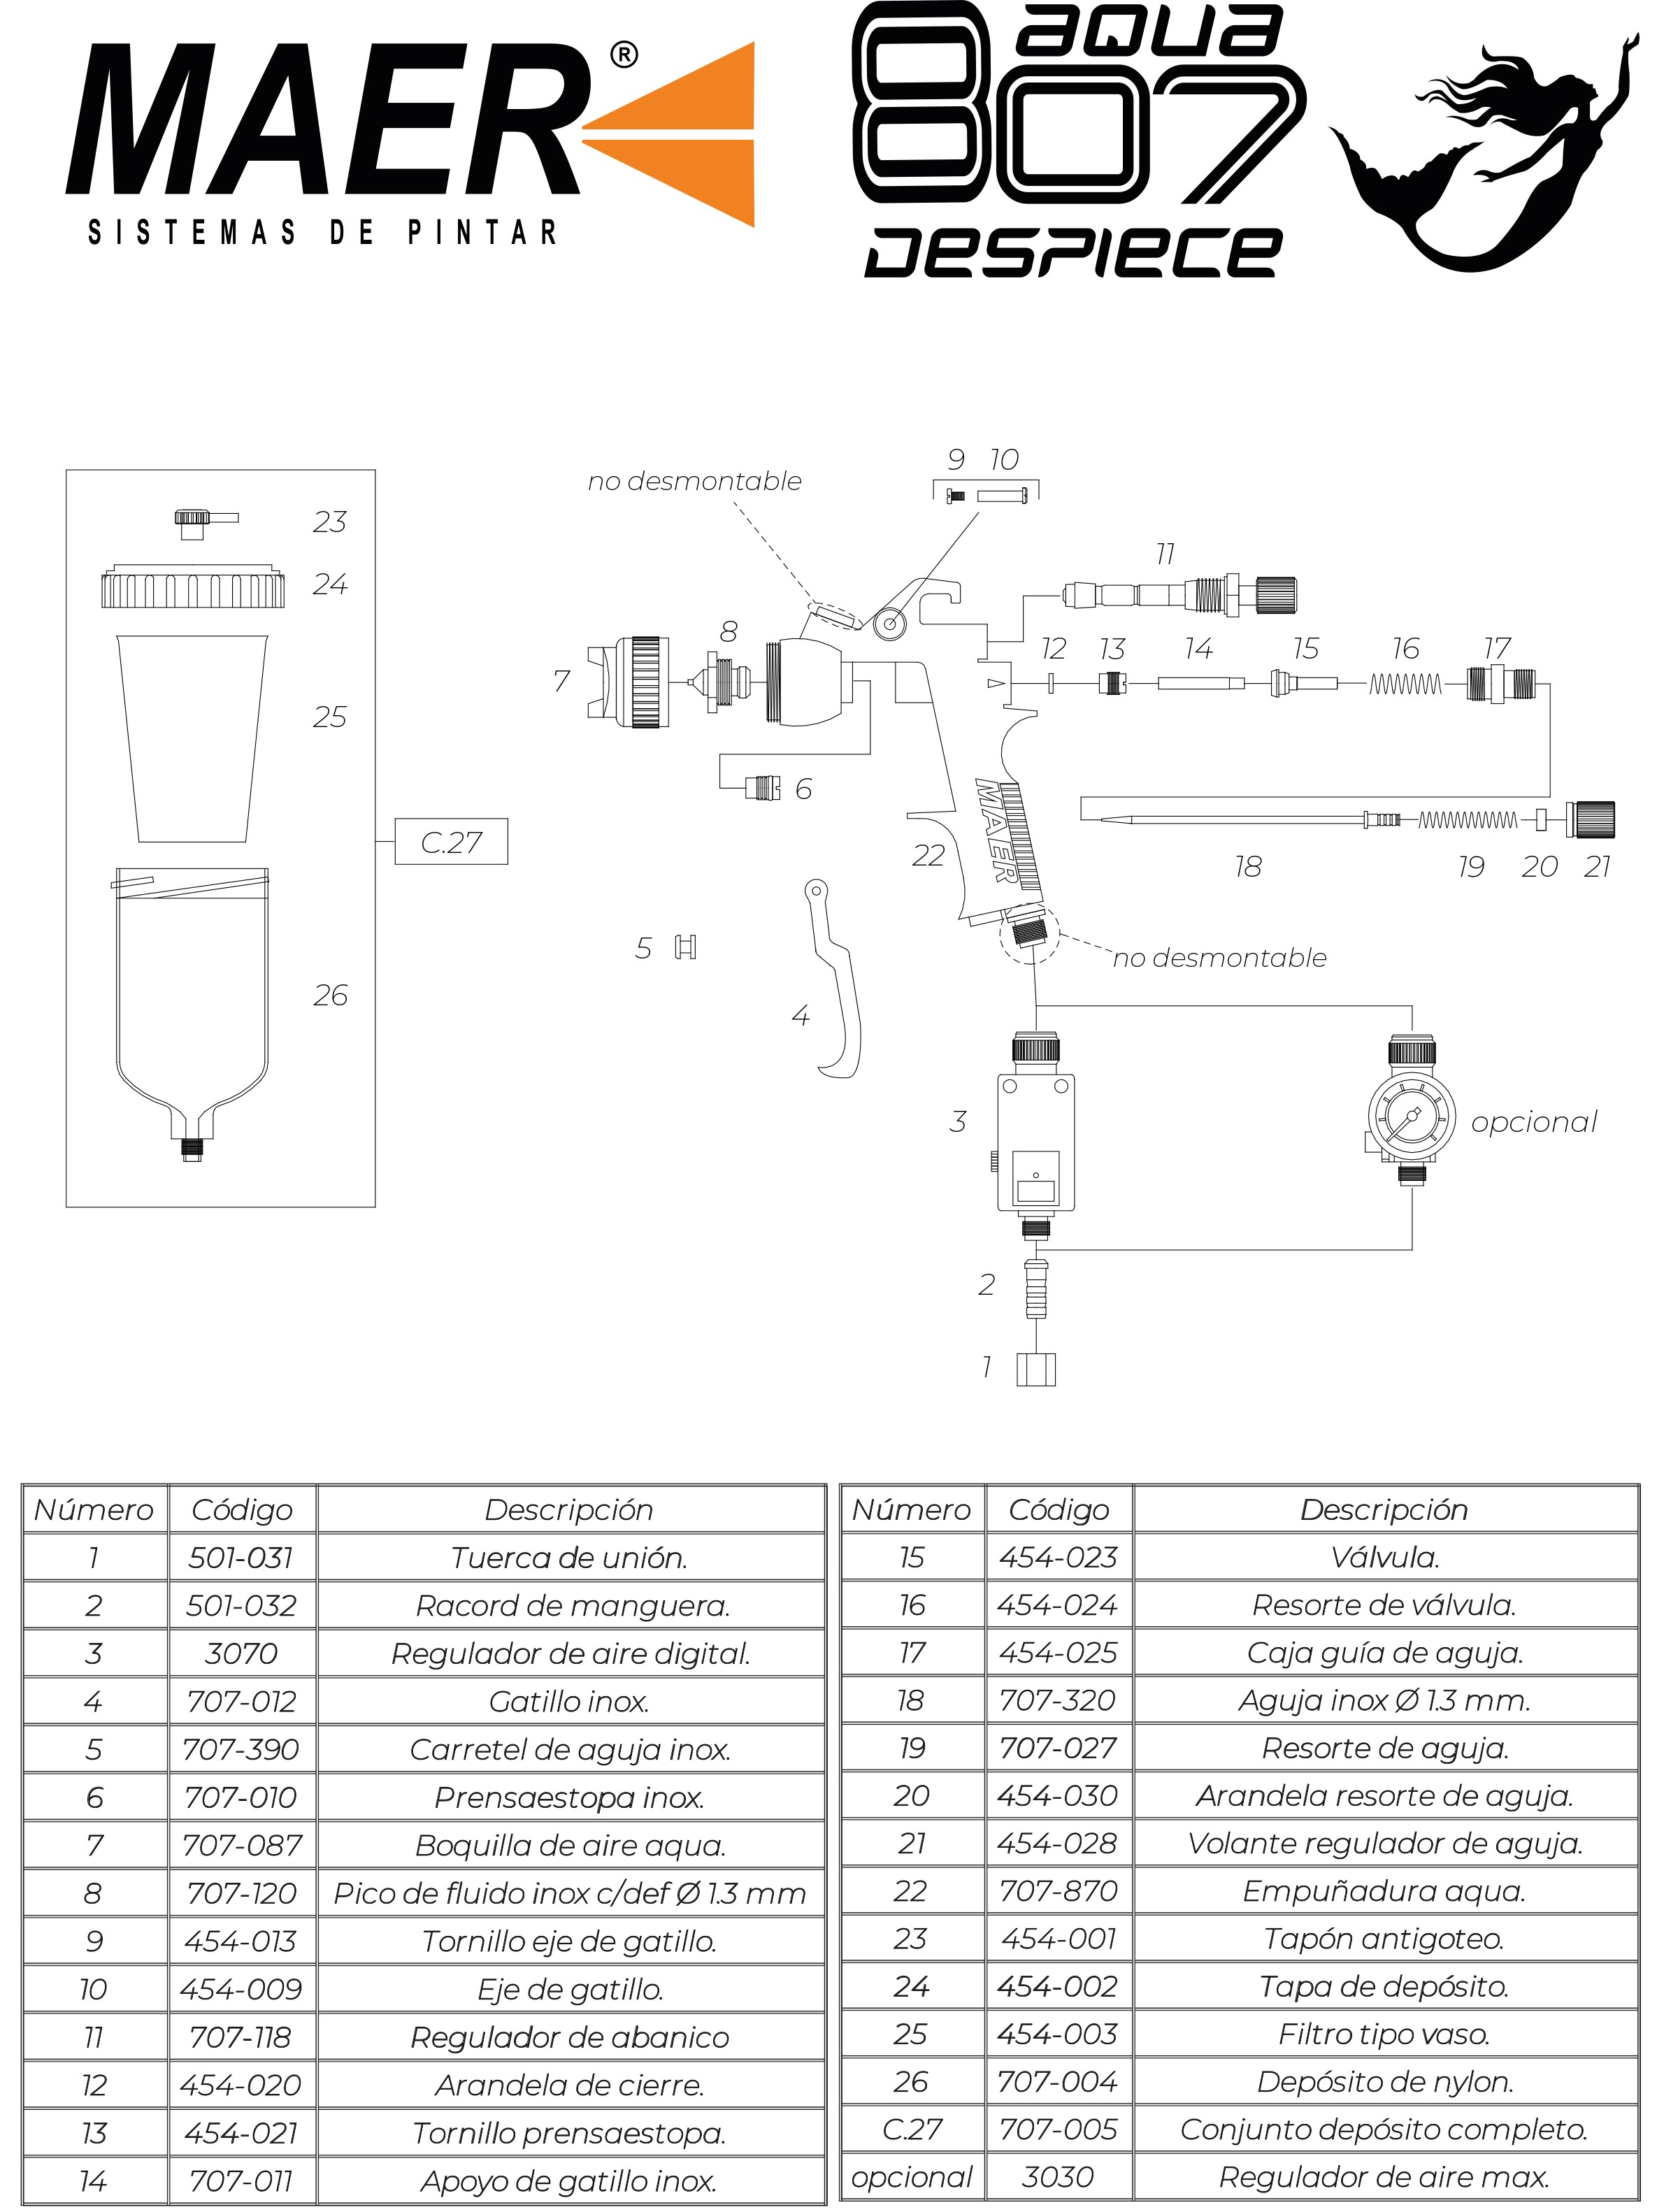 MAER®
SISTEMAS DE PINTAR
aqua
807
DESPIECE
no desmontable
9 10
23
24
25
26
C.27
11
8
7
12 13 14 15 16 17
6
MAER
22
18 19 20 21
5
4
no desmontable
3
opcional
2
1
Número Código Descripción
1 501-031 Tuerca de unión.
2 501-032 Racord de manguera.
3 3070 Regulador de aire digital.
4 707-012 Gatillo inox.
5 707-390 Carretel de aguja inox.
6 707-010 Prensaestopa inox.
7 707-087 Boquilla de aire aqua.
8 707-120 Pico de fluido inox c/def Ø 1.3 mm
9 454-013 Tornillo eje de gatillo.
10 454-009 Eje de gatillo.
11 707-118 Regulador de abanico
12 454-020 Arandela de cierre.
13 454-021 Tornillo prensaestopa.
14 707-011 Apoyo de gatillo inox.
Número Código Descripción
15 454-023 Válvula.
16 454-024 Resorte de válvula.
17 454-025 Caja guía de aguja.
18 707-320 Aguja inox Ø 1.3 mm.
19 707-027 Resorte de aguja.
20 454-030 Arandela resorte de aguja.
21 454-028 Volante regulador de aguja.
22 707-870 Empuñadura aqua.
23 454-001 Tapón antigoteo.
24 454-002 Tapa de depósito.
25 454-003 Filtro tipo vaso.
26 707-004 Depósito de nylon.
C.27 707-005 Conjunto depósito completo.
opcional 3030 Regulador de aire max.